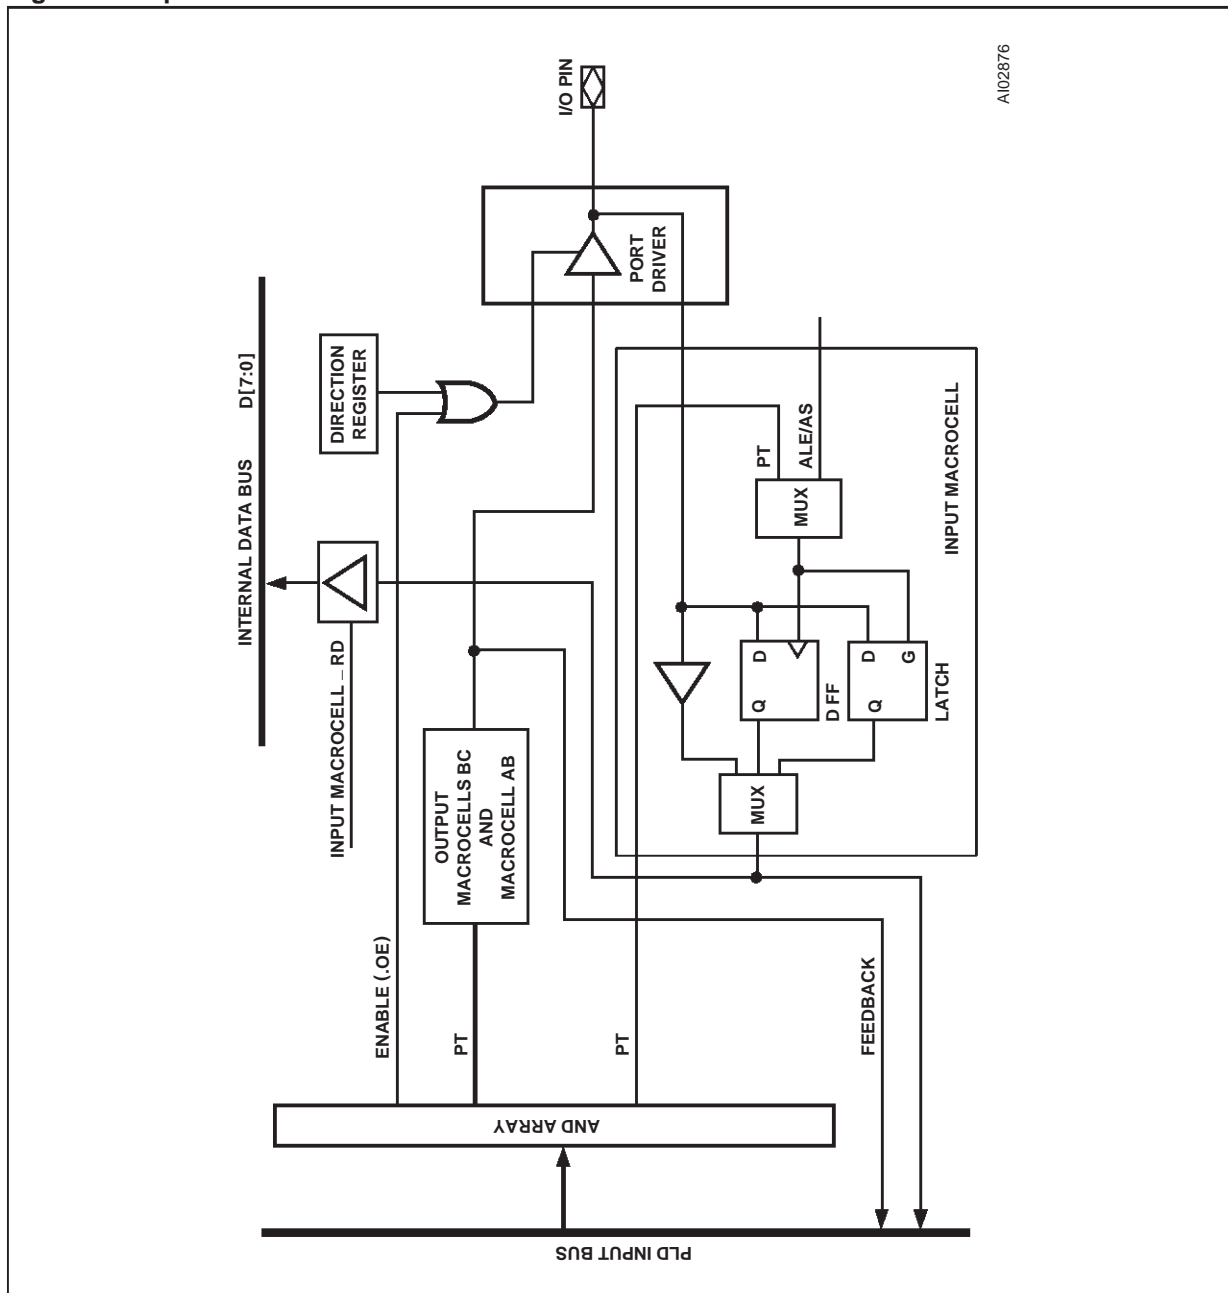 AI02876
I/O PIN
PORT
DRIVER
INTERNAL DATA BUS
D[7:0]
DIRECTION
REGISTER
INPUT MACROCELL _ RD
OUTPUT
MACROCELLS BC
AND
MACROCELL AB
ENABLE (.OE)
PT
PT
FEEDBACK
PT
ALE/AS
MUX
INPUT MACROCELL
D
Q
D FF
D
G
Q
LATCH
MUX
AND ARRAY
PLD INPUT BUS